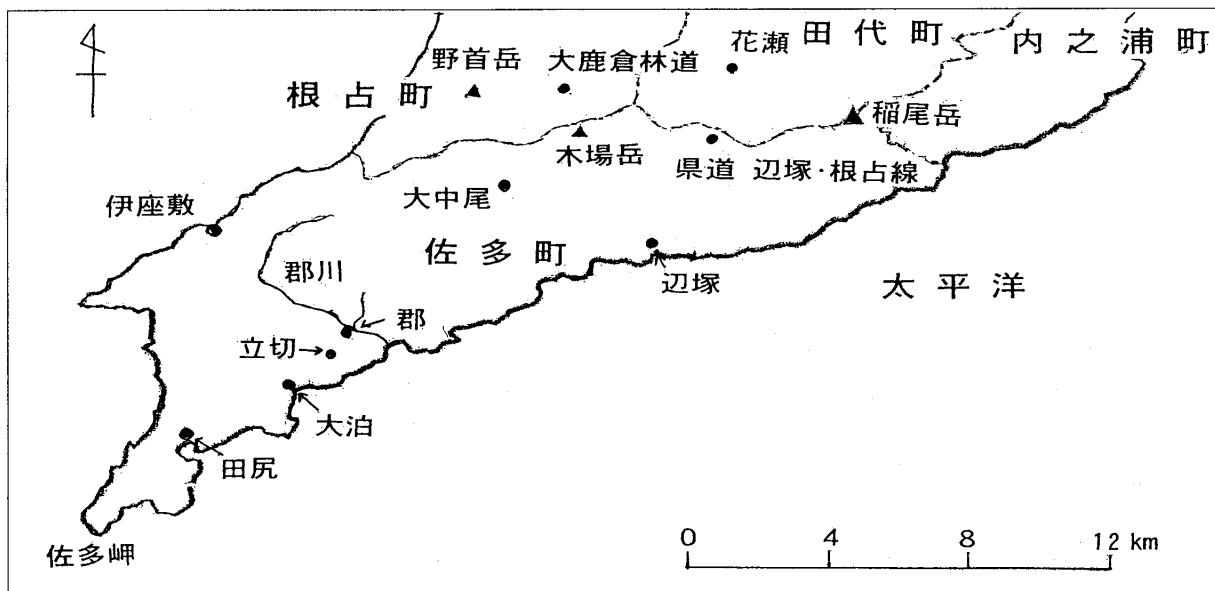 花瀬
田代町
内之浦町
野首岳
大鹿倉林道
根占町
稲尾岳
木場岳
県道 辺塚・根占線
大中尾
伊座敷
佐多町
郡川
辺塚
太平洋
郡
立切
大泊
田尻
佐多岬
0 4 8 12 km